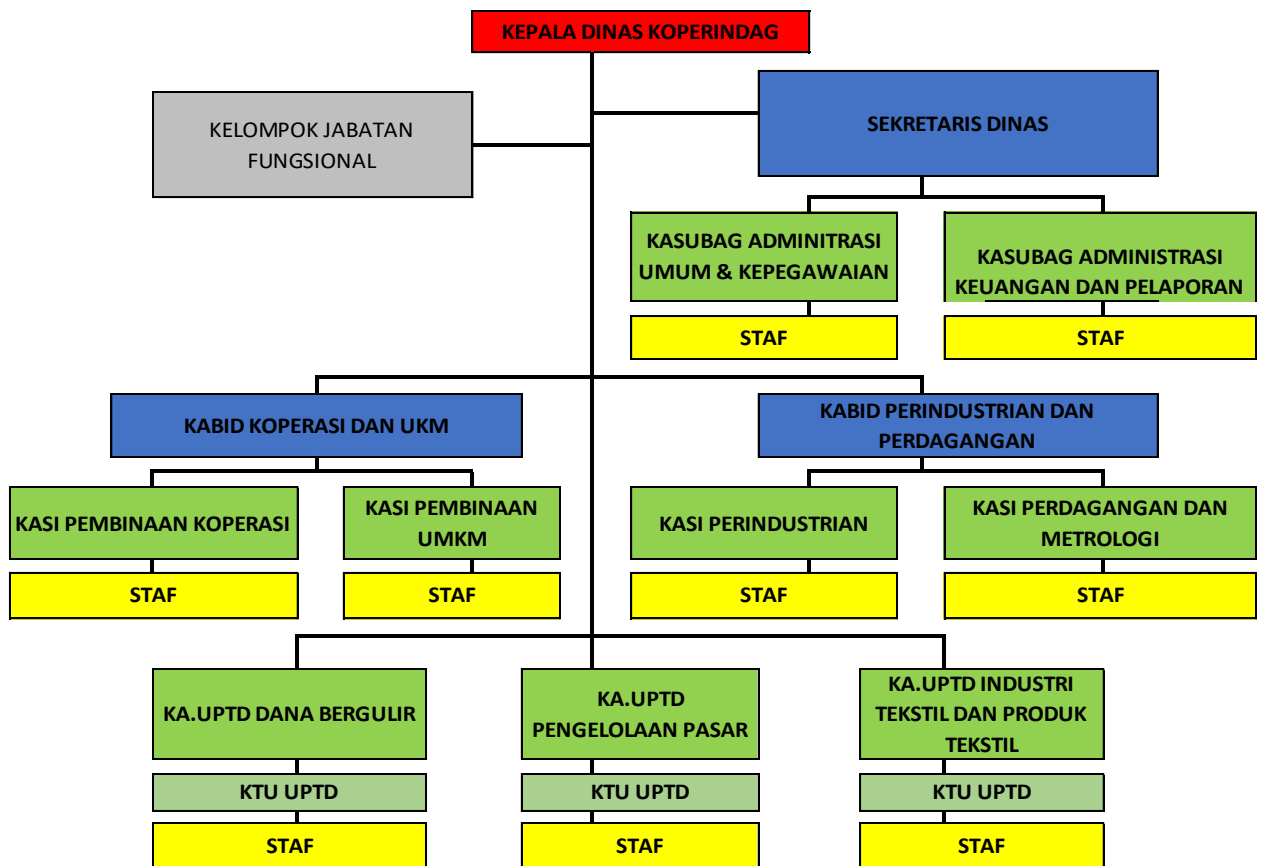 KEPALA DINAS KOPERINDAG
KELOMPOK JABATAN
FUNGSIONAL
SEKRETARIS DINAS
KASUBAG ADMINITRASI
UMUM & KEPEGAWAIAN
KASUBAG ADMINISTRASI
KEUANGAN DAN PELAPORAN
STAF
STAF
KABID KOPERASI DAN UKM
KABID PERINDUSTRIAN DAN
PERDAGANGAN
KASI PEMBINAAN KOPERASI
KASI PEMBINAAN
UMKM
KASI PERINDUSTRIAN
KASI PERDAGANGAN DAN
METROLOGI
STAF
STAF
STAF
STAF
KA.UPTD DANA BERGULIR
KA.UPTD
PENGELOLAAN PASAR
KA.UPTD INDUSTRI
TEKSTIL DAN PRODUK
TEKSTIL
KTU UPTD
KTU UPTD
KTU UPTD
STAF
STAF
STAF